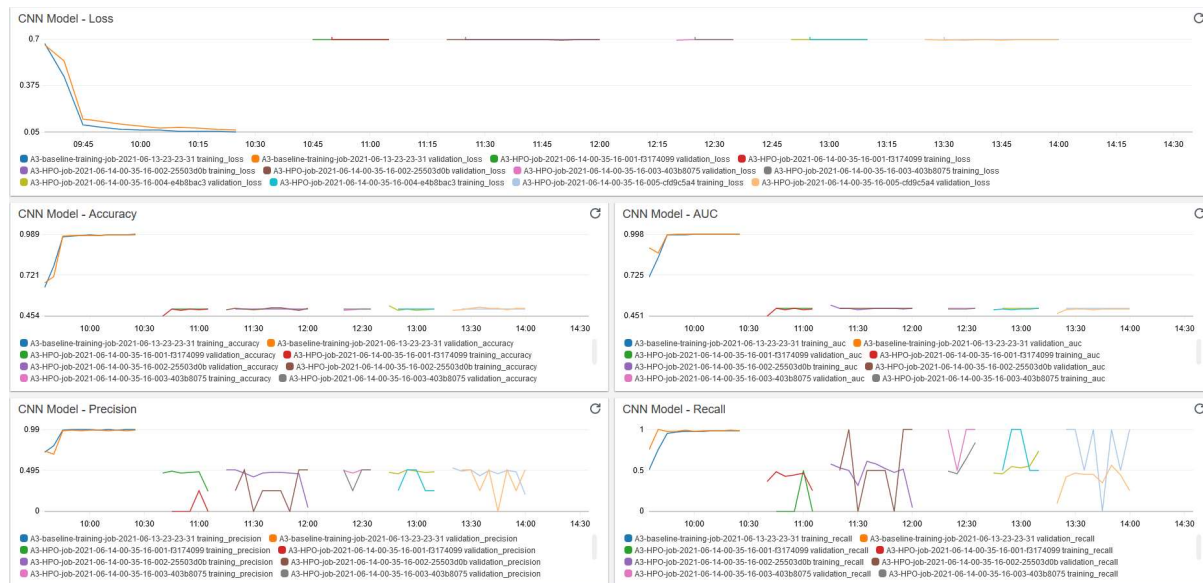 CNN Model - Loss
0.7
0.375
0.05
09:45 10:00 10:15 10:30 10:45 11:00 11:15 11:30 11:45 12:00 12:15 12:30 12:45 13:00 13:15 13:30 13:45 14:00 14:15 14:30
A3-baseline-training-job-2021-06-13-23-23-31 training_loss A3-baseline-training-job-2021-06-13-23-23-31 validation_loss A3-HPO-job-2021-06-14-00-35-16-001-f3174099 validation_loss A3-HPO-job-2021-06-14-00-35-16-001-f3174099 training_loss
A3-HPO-job-2021-06-14-00-35-16-002-25503d0b training_loss A3-HPO-job-2021-06-14-00-35-16-002-25503d0b validation_loss A3-HPO-job-2021-06-14-00-35-16-003-403b8075 validation_loss A3-HPO-job-2021-06-14-00-35-16-003-403b8075 training_loss
A3-HPO-job-2021-06-14-00-35-16-004-e4b8bac3 validation_loss A3-HPO-job-2021-06-14-00-35-16-004-e4b8bac3 training_loss A3-HPO-job-2021-06-14-00-35-16-005-cfd9c5a4 training_loss A3-HPO-job-2021-06-14-00-35-16-005-cfd9c5a4 validation_loss
CNN Model - Accuracy
0.989
0.721
0.454
10:00 10:30 11:00 11:30 12:00 12:30 13:00 13:30 14:00 14:30
A3-baseline-training-job-2021-06-13-23-23-31 training_accuracy A3-baseline-training-job-2021-06-13-23-23-31 validation_accuracy
A3-HPO-job-2021-06-14-00-35-16-001-f3174099 validation_accuracy A3-HPO-job-2021-06-14-00-35-16-001-f3174099 training_accuracy
A3-HPO-job-2021-06-14-00-35-16-002-25503d0b training_accuracy A3-HPO-job-2021-06-14-00-35-16-002-25503d0b validation_accuracy
A3-HPO-job-2021-06-14-00-35-16-003-403b8075 training_accuracy A3-HPO-job-2021-06-14-00-35-16-003-403b8075 validation_accuracy
CNN Model - AUC
0.998
0.725
0.451
10:00 10:30 11:00 11:30 12:00 12:30 13:00 13:30 14:00 14:30
A3-baseline-training-job-2021-06-13-23-23-31 training_auc A3-baseline-training-job-2021-06-13-23-23-31 validation_auc
A3-HPO-job-2021-06-14-00-35-16-001-f3174099 validation_auc A3-HPO-job-2021-06-14-00-35-16-001-f3174099 training_auc
A3-HPO-job-2021-06-14-00-35-16-002-25503d0b training_auc A3-HPO-job-2021-06-14-00-35-16-002-25503d0b validation_auc
A3-HPO-job-2021-06-14-00-35-16-003-403b8075 validation_auc A3-HPO-job-2021-06-14-00-35-16-003-403b8075 training_auc
CNN Model - Precision
0.99
0.495
0
10:00 10:30 11:00 11:30 12:00 12:30 13:00 13:30 14:00 14:30
A3-baseline-training-job-2021-06-13-23-23-31 training_precision A3-baseline-training-job-2021-06-13-23-23-31 validation_precision
A3-HPO-job-2021-06-14-00-35-16-001-f3174099 training_precision A3-HPO-job-2021-06-14-00-35-16-001-f3174099 validation_precision
A3-HPO-job-2021-06-14-00-35-16-002-25503d0b training_precision A3-HPO-job-2021-06-14-00-35-16-002-25503d0b validation_precision
A3-HPO-job-2021-06-14-00-35-16-003-403b8075 training_precision A3-HPO-job-2021-06-14-00-35-16-003-403b8075 validation_precision
CNN Model - Recall
1
0.5
0
10:00 10:30 11:00 11:30 12:00 12:30 13:00 13:30 14:00 14:30
A3-baseline-training-job-2021-06-13-23-23-31 training_recall A3-baseline-training-job-2021-06-13-23-23-31 validation_recall
A3-HPO-job-2021-06-14-00-35-16-001-f3174099 validation_recall A3-HPO-job-2021-06-14-00-35-16-001-f3174099 training_recall
A3-HPO-job-2021-06-14-00-35-16-002-25503d0b training_recall A3-HPO-job-2021-06-14-00-35-16-002-25503d0b validation_recall
A3-HPO-job-2021-06-14-00-35-16-003-403b8075 validation_recall A3-HPO-job-2021-06-14-00-35-16-003-403b8075 training_recall